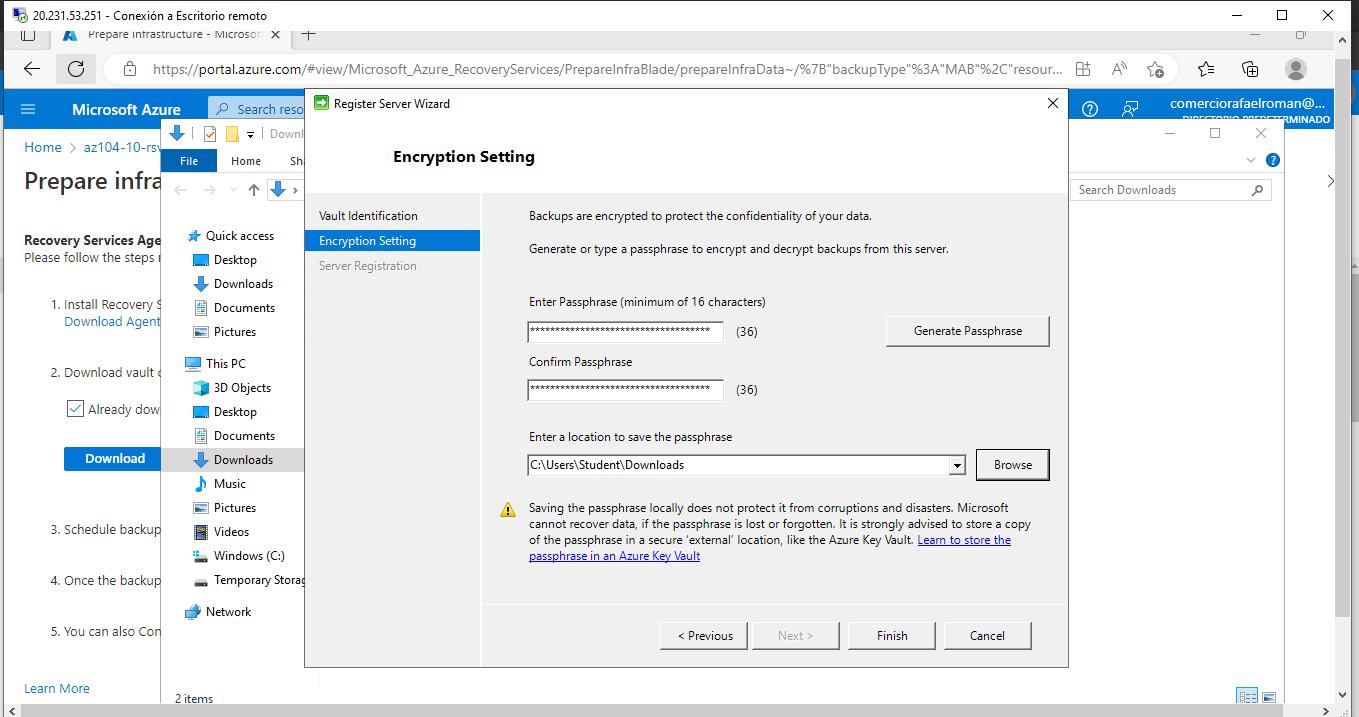 20.231.53.251 - Conexión a Escritorio remoto
Prepare infrastructure - Microsof
https://portal.azure.com/#view/Microsoft_Azure_RecoveryServices/PrepareInfraBlade/prepareInfraData~/%7B"backupType"%3A"MAB"%2C"resour...
Microsoft Azure
Search reso
comerciorafaelroman@...
DIRECTORIO PREDETERMINADO
Home > az104-10-rsv
Prepare infra
Recovery Services Age
Please follow the steps
1. Install Recovery S
Download Agent
2. Download vault c
Already dow
Download
3. Schedule backup
4. Once the backup
5. You can also Con
Learn More
Downl
File
Home
Sha
Search Downloads
Quick access
Desktop
Downloads
Documents
Pictures
This PC
3D Objects
Desktop
Documents
Downloads
Music
Pictures
Videos
Windows (C:)
Temporary Storag
Network
2 items
Register Server Wizard
Encryption Setting
Vault Identification
Encryption Setting
Server Registration
Backups are encrypted to protect the confidentiality of your data.
Generate or type a passphrase to encrypt and decrypt backups from this server.
Enter Passphrase (minimum of 16 characters)
************************************ (36)
Generate Passphrase
Confirm Passphrase
************************************ (36)
Enter a location to save the passphrase
C:\Users\Student\Downloads
Browse
Saving the passphrase locally does not protect it from corruptions and disasters. Microsoft
cannot recover data, if the passphrase is lost or forgotten. It is strongly advised to store a copy
of the passphrase in a secure 'external' location, like the Azure Key Vault. Learn to store the
passphrase in an Azure Key Vault
< Previous
Next >
Finish
Cancel